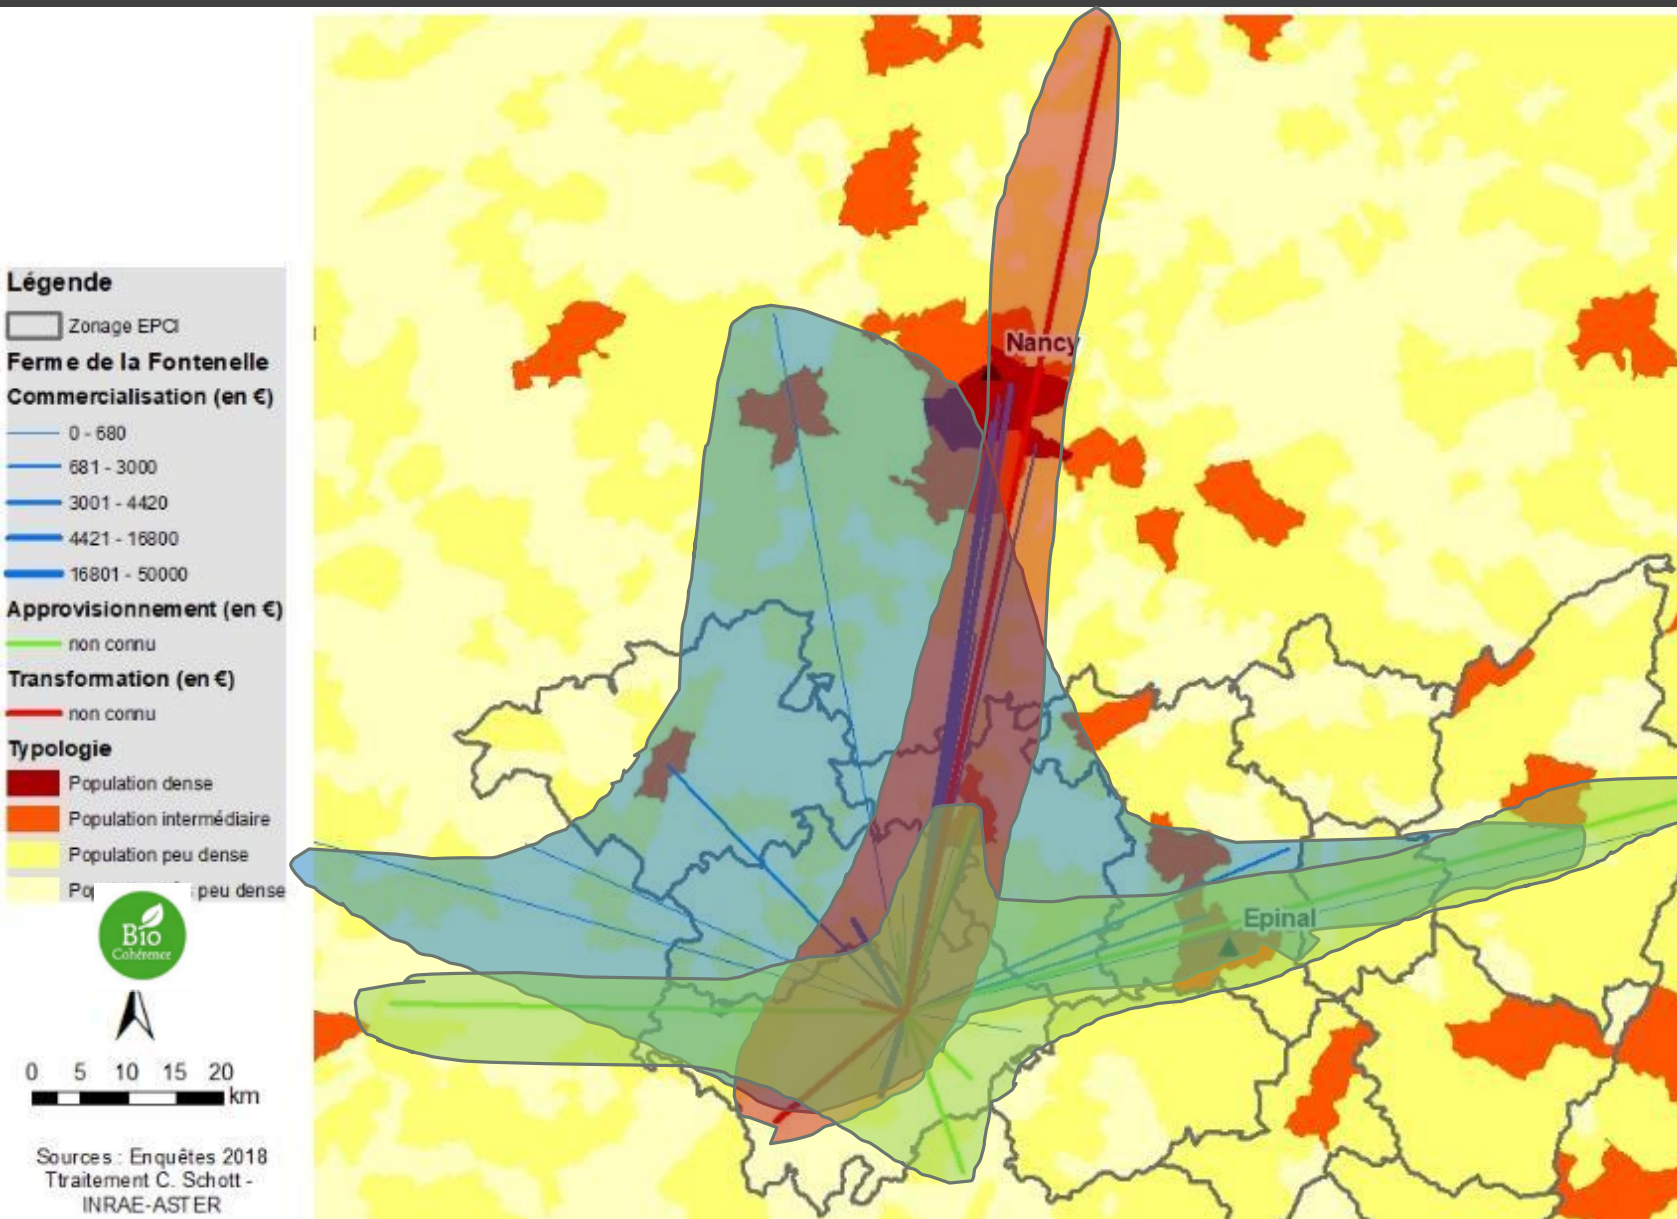 Légende
Zonage EPCI
Ferme de la Fontenelle
Commercialisation (en €)
0 - 680
681 - 3000
3001 - 4420
4421 - 16800
16801 - 50000
Approvisionnement (en €)
non connu
Transformation (en €)
non connu
Typologie
Population dense
Population intermédiaire
Population peu dense
peu dense
Bio
Cohérence
0 5 10 15 20
km
Sources : Enquêtes 2018
Ttraitement C. Schott -
INRAE-ASTER
Nancy
Epinal